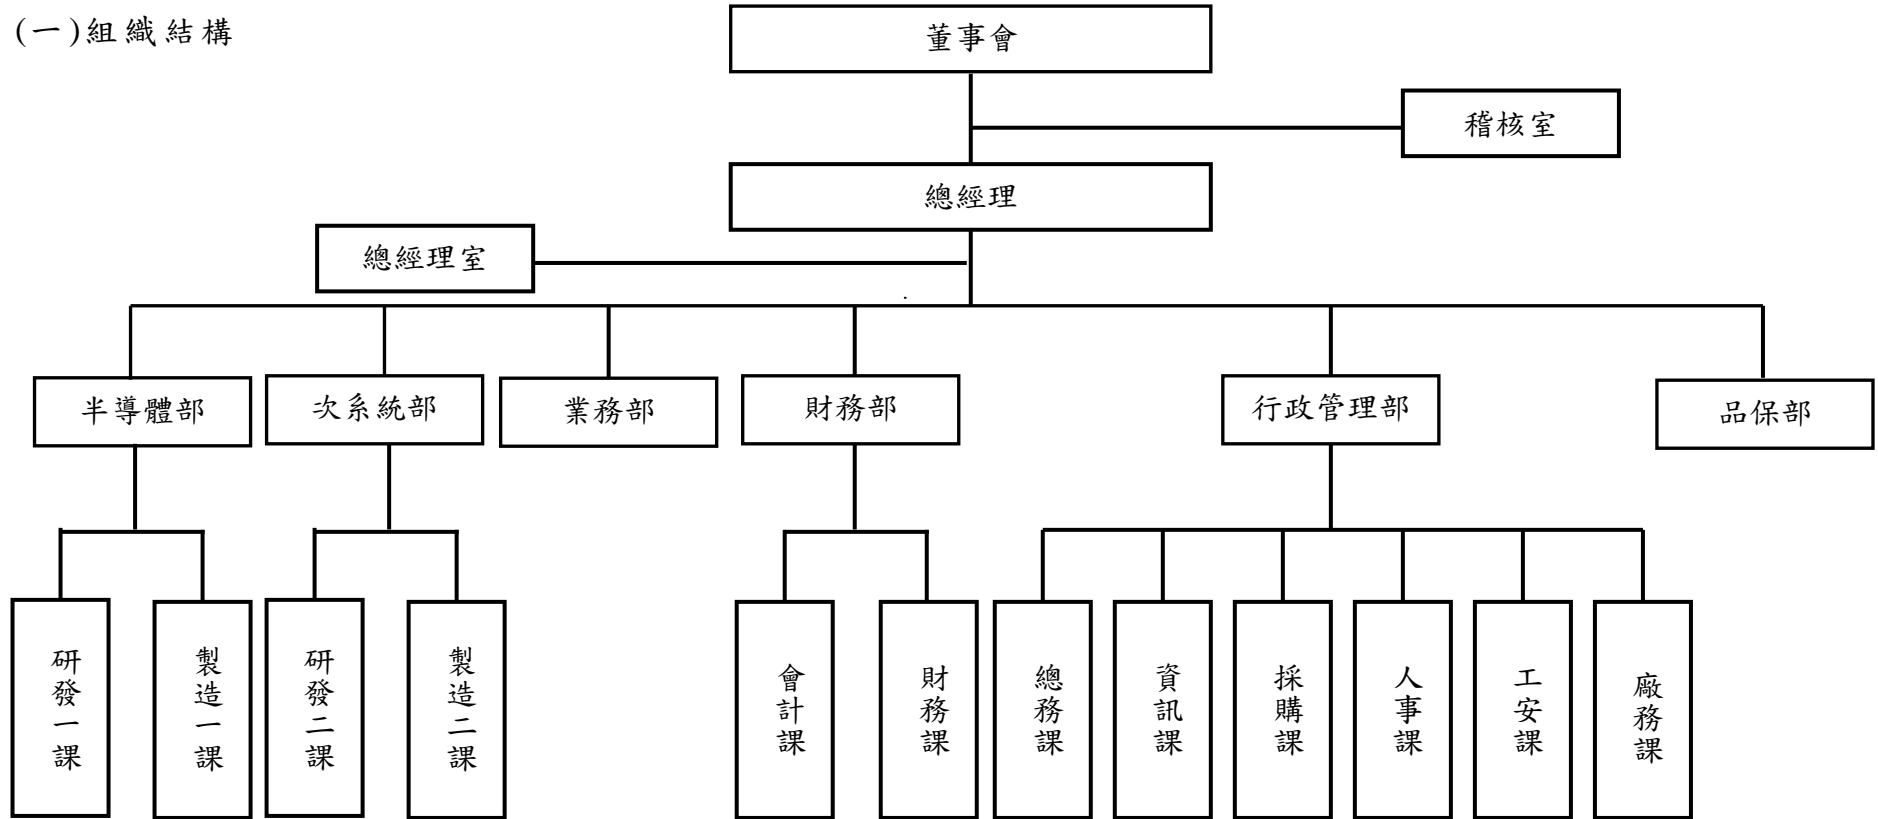 (一)組織結構
董事會
稽核室
總經理
總經理室
半導體部
次系統部
業務部
財務部
行政管理部
品保部
研發一課
製造一課
研發二課
製造二課
會計課
財務課
總務課
資訊課
採購課
人事課
工安課
廠務課